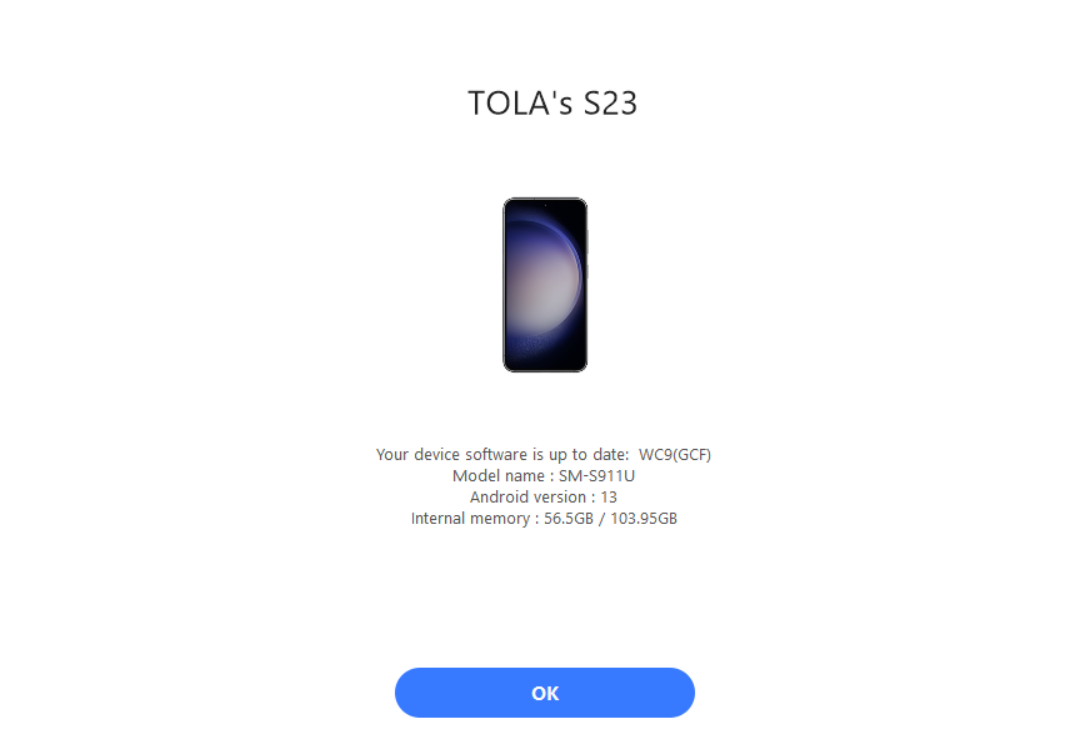 TOLA's S23
Your device software is up to date:  WC9(GCF)
Model name : SM-S911U
Android version : 13
Internal memory : 56.5GB / 103.95GB
OK